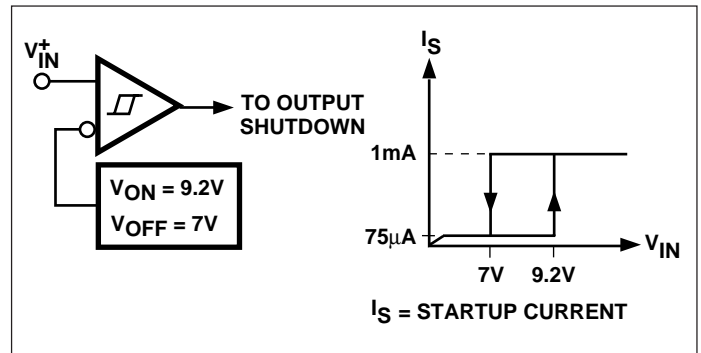 V+IN
TO OUTPUT
SHUTDOWN
VON = 9.2V
VOFF = 7V
IS
1mA
75μA
VIN
7V 9.2V
IS = STARTUP CURRENT